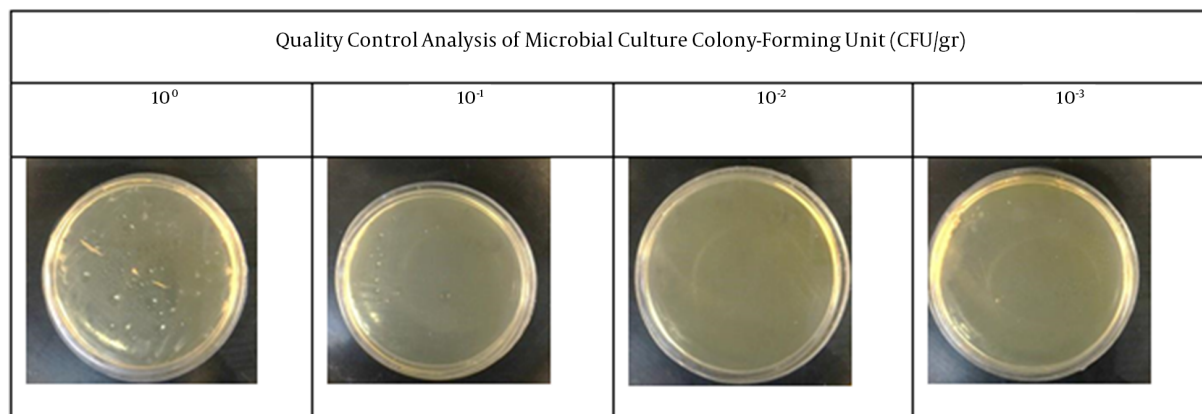 Quality Control Analysis of Microbial Culture Colony-Forming Unit (CFU/gr)
10⁰
10⁻¹
10⁻²
10⁻³